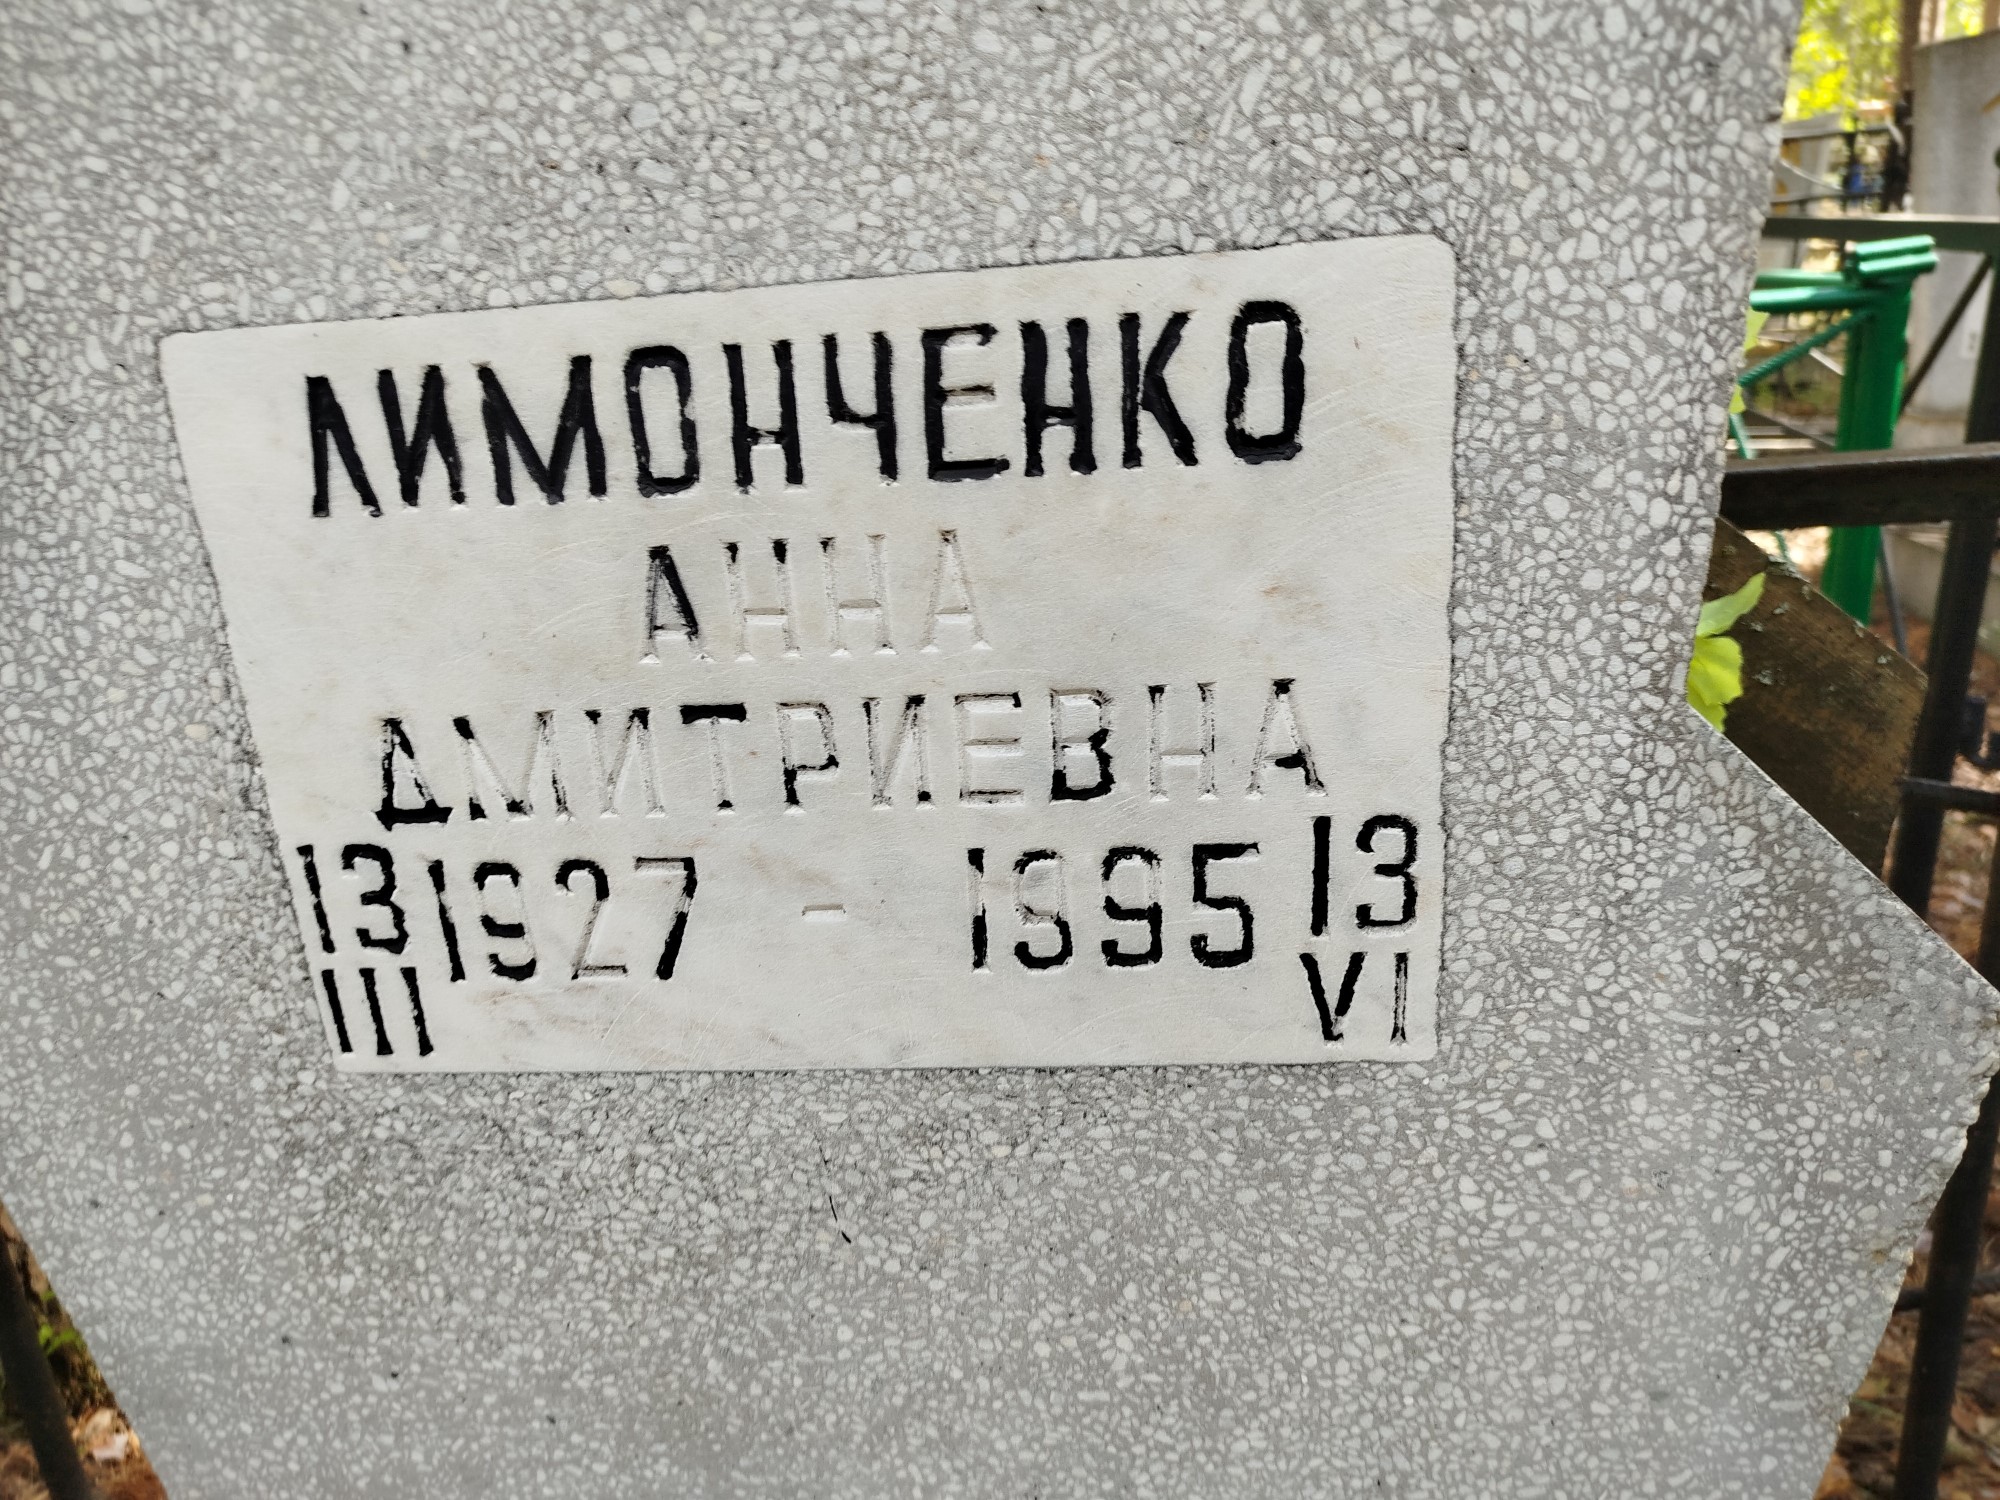 ЛИМОНЧЕНКО
АННА
ДМИТРИЕВНА
13 1927 - 1995 13
III VI